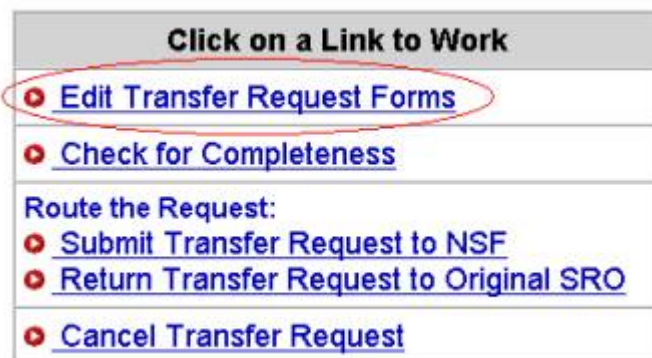 Click on a Link to Work
Edit Transfer Request Forms
Check for Completeness
Route the Request:
Submit Transfer Request to NSF
Return Transfer Request to Original SRO
Cancel Transfer Request